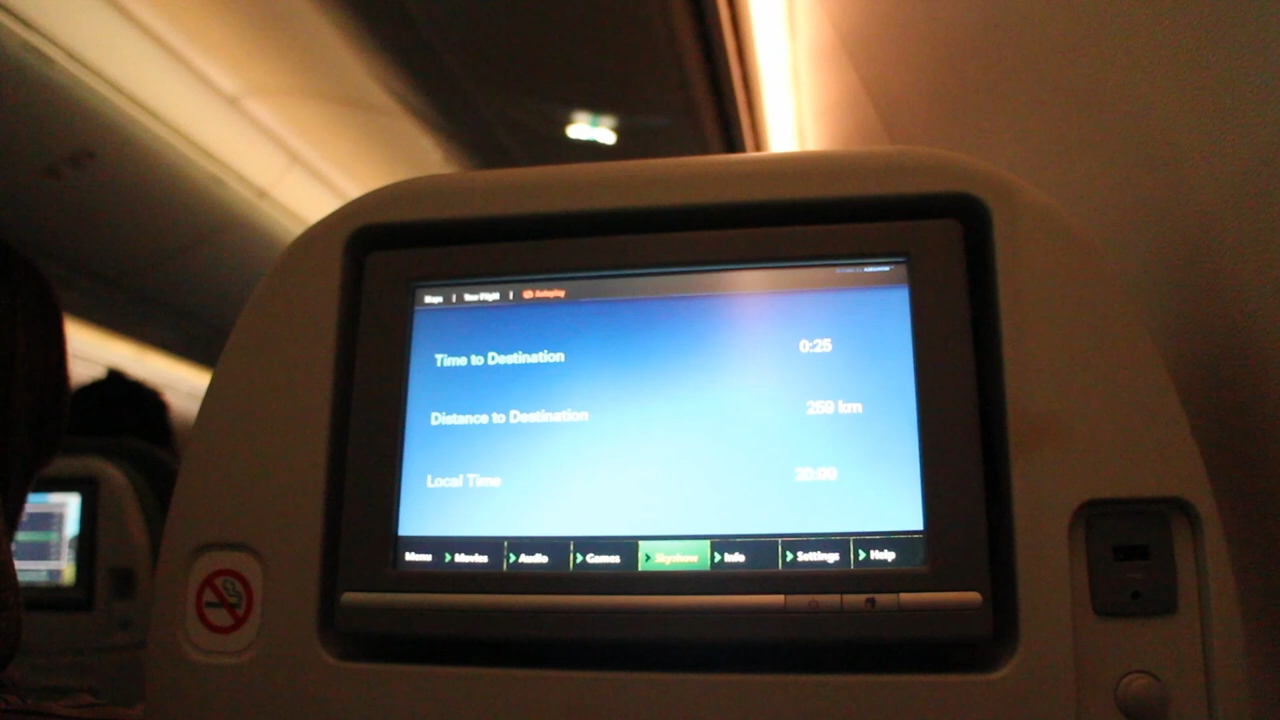 Maps | Your Flight | Autoplay
Time to Destination 0:25
Distance to Destination 259 km
Local Time
Menu Movies Audio Games Skyshow Info Settings Help